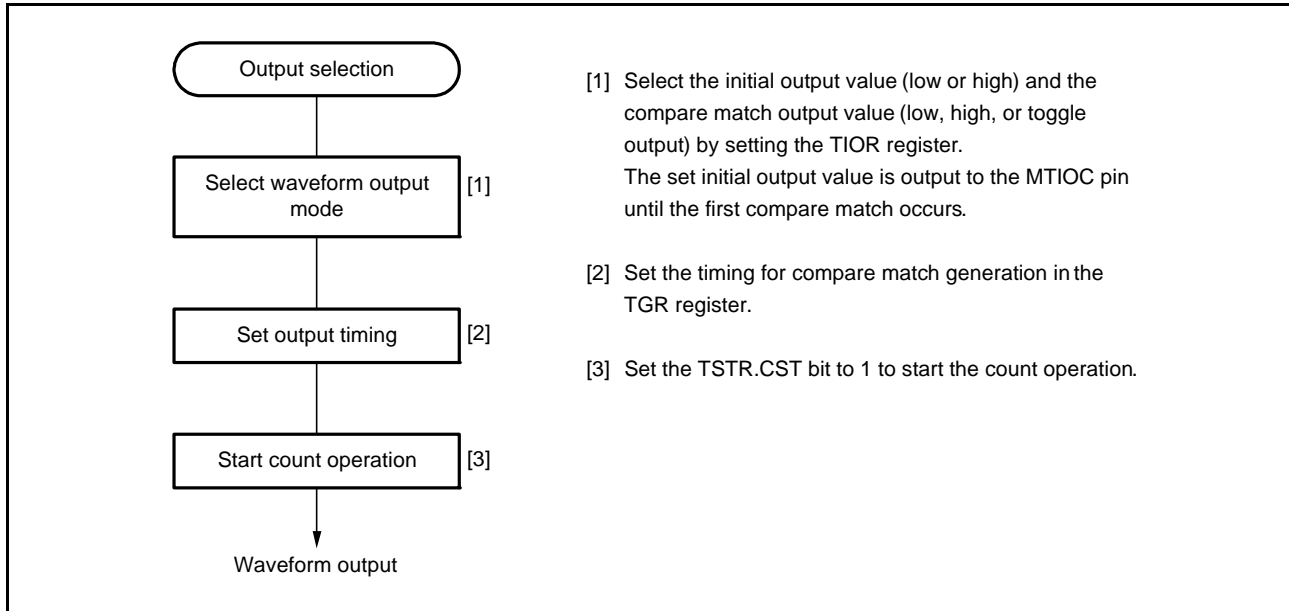 Output selection
Select waveform output
mode
[1]
Set output timing
[2]
Start count operation
[3]
Waveform output
[1] Select the initial output value (low or high) and the
compare match output value (low, high, or toggle
output) by setting the TIOR register.
The set initial output value is output to the MTIOC pin
until the first compare match occurs.
[2] Set the timing for compare match generation in the
TGR register.
[3] Set the TSTR.CST bit to 1 to start the count operation.